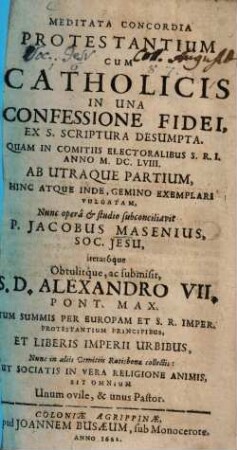 MEDITATA CONCORDIA
PROTESTANTIUM
CUM
CATHOLICIS
IN UNA
CONFESSIONE FIDEI,
EX S. SCRIPTURA DESUMPTA.
QUAM IN COMITIIS ELECTORALIBUS S. R. I.
ANNO M. DC. LVIII.
AB UTRAQUE PARTIUM,
HINC ATQUE INDE, GEMINO EXEMPLARI
VULGATAM,
Nunc operâ & studio subconciliavit
P. JACOBUS MASENIUS,
SOC. JESU,
iterumque
Obtulitque, ac submisit,
S. D. ALEXANDRO VII.
PONT. MAX.
TUM SUMMIS PER EUROPAM ET S. R. IMPER.
PROTESTANTIUM PRINCIPIBUS,
ET LIBERIS IMPERII URBIBUS,
Nunc in aliis Comitiis Ratisbonæ collectis:
UT SOCIATIS IN VERA RELIGIONE ANIMIS,
SIT OMNIUM
Unum ovile, & unus Pastor.
COLONIÆ AGRIPPINÆ,
pud JOANNEM BUSÆUM, sub Monocerote.
ANNO